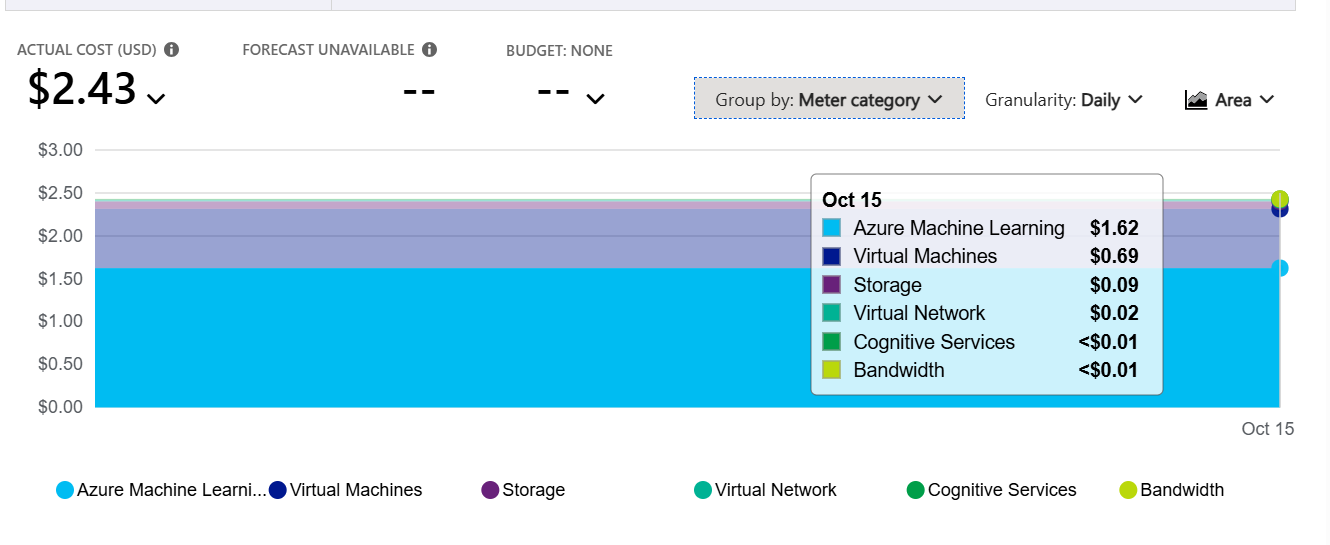 ACTUAL COST (USD)
FORECAST UNAVAILABLE
BUDGET: NONE
$2.43
--
--
Group by: Meter category
Granularity: Daily
Area
$3.00
$2.50
$2.00
$1.50
$1.00
$0.50
$0.00
Oct 15
Azure Machine Learning $1.62
Virtual Machines $0.69
Storage $0.09
Virtual Network $0.02
Cognitive Services <$0.01
Bandwidth <$0.01
Oct 15
Azure Machine Learni... Virtual Machines Storage Virtual Network Cognitive Services Bandwidth